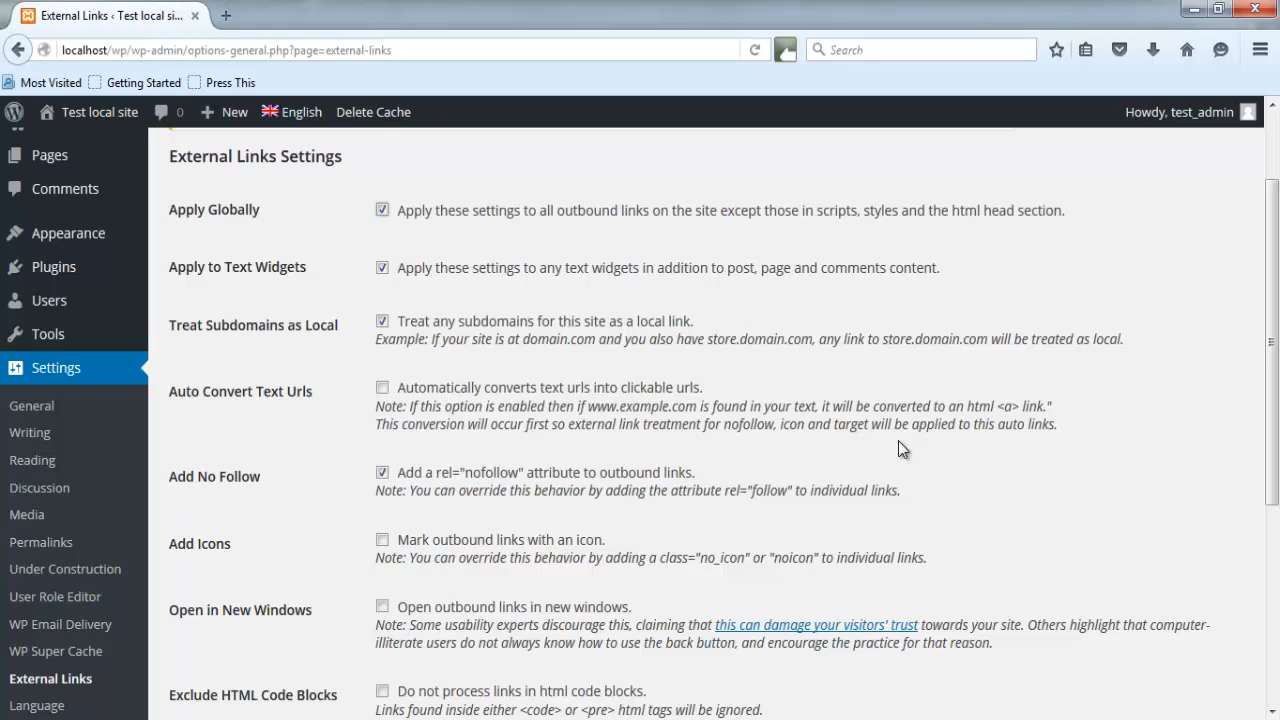 External Links ‹ Test local si...
localhost/wp/wp-admin/options-general.php?page=external-links
Search
Most Visited
Getting Started
Press This
Test local site
0
New
English
Delete Cache
Howdy, test_admin
Pages
Comments
Appearance
Plugins
Users
Tools
Settings
General
Writing
Reading
Discussion
Media
Permalinks
Under Construction
User Role Editor
WP Email Delivery
WP Super Cache
External Links
Language
External Links Settings
Apply Globally
Apply these settings to all outbound links on the site except those in scripts, styles and the html head section.
Apply to Text Widgets
Apply these settings to any text widgets in addition to post, page and comments content.
Treat Subdomains as Local
Treat any subdomains for this site as a local link.
Example: If your site is at domain.com and you also have store.domain.com, any link to store.domain.com will be treated as local.
Auto Convert Text Urls
Automatically converts text urls into clickable urls.
Note: If this option is enabled then if www.example.com is found in your text, it will be converted to an html <a> link."
This conversion will occur first so external link treatment for nofollow, icon and target will be applied to this auto links.
Add No Follow
Add a rel="nofollow" attribute to outbound links.
Note: You can override this behavior by adding the attribute rel="follow" to individual links.
Add Icons
Mark outbound links with an icon.
Note: You can override this behavior by adding a class="no_icon" or "noicon" to individual links.
Open in New Windows
Open outbound links in new windows.
Note: Some usability experts discourage this, claiming that this can damage your visitors' trust towards your site. Others highlight that computer-
illiterate users do not always know how to use the back button, and encourage the practice for that reason.
Exclude HTML Code Blocks
Do not process links in html code blocks.
Links found inside either <code> or <pre> html tags will be ignored.